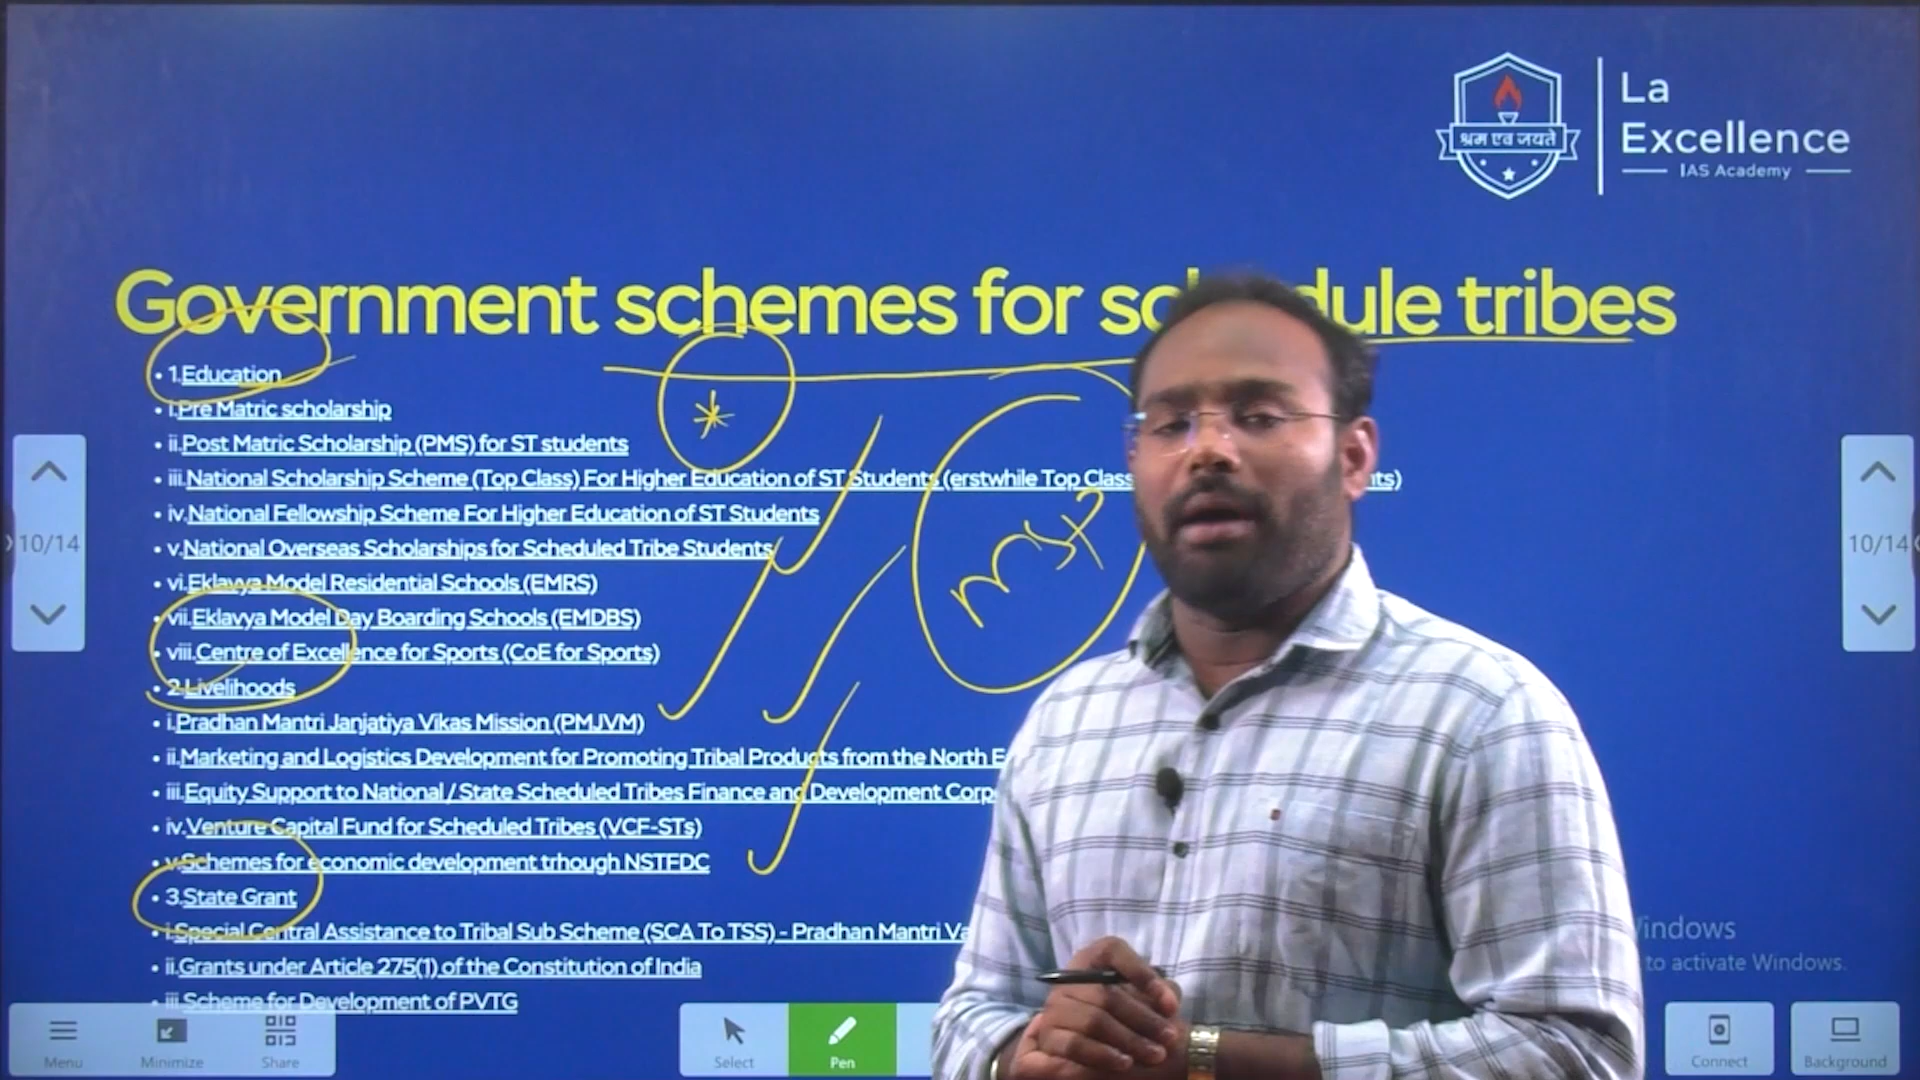 La
Excellence
IAS Academy
श्रम एव जयते
Government schemes for schedule tribes
• 1.Education
• i.Pre Matric scholarship
• ii.Post Matric Scholarship (PMS) for ST students
• iii.National Scholarship Scheme (Top Class) For Higher Education of ST Students (erstwhile Top Class
• iv.National Fellowship Scheme For Higher Education of ST Students
• v.National Overseas Scholarships for Scheduled Tribe Students
• vi.Eklavya Model Residential Schools (EMRS)
• vii.Eklavya Model Day Boarding Schools (EMDBS)
• viii.Centre of Excellence for Sports (CoE for Sports)
• 2.Livelihoods
• i.Pradhan Mantri Janjatiya Vikas Mission (PMJVM)
• ii.Marketing and Logistics Development for Promoting Tribal Products from the North
• iii.Equity Support to National / State Scheduled Tribes Finance and Development
• iv.Venture Capital Fund for Scheduled Tribes (VCF-STs)
• v.Schemes for economic development trhough NSTFDC
• 3.State Grant
• i.Special Central Assistance to Tribal Sub Scheme (SCA To TSS) - Pradhan Mantri
• ii.Grants under Article 275(1) of the Constitution of India
• iii.Scheme for Development of PVTG
*
MSP
10/14
10/14
to activate Windows.
Menu
Minimize
Share
Select
Pen
Connect
Background